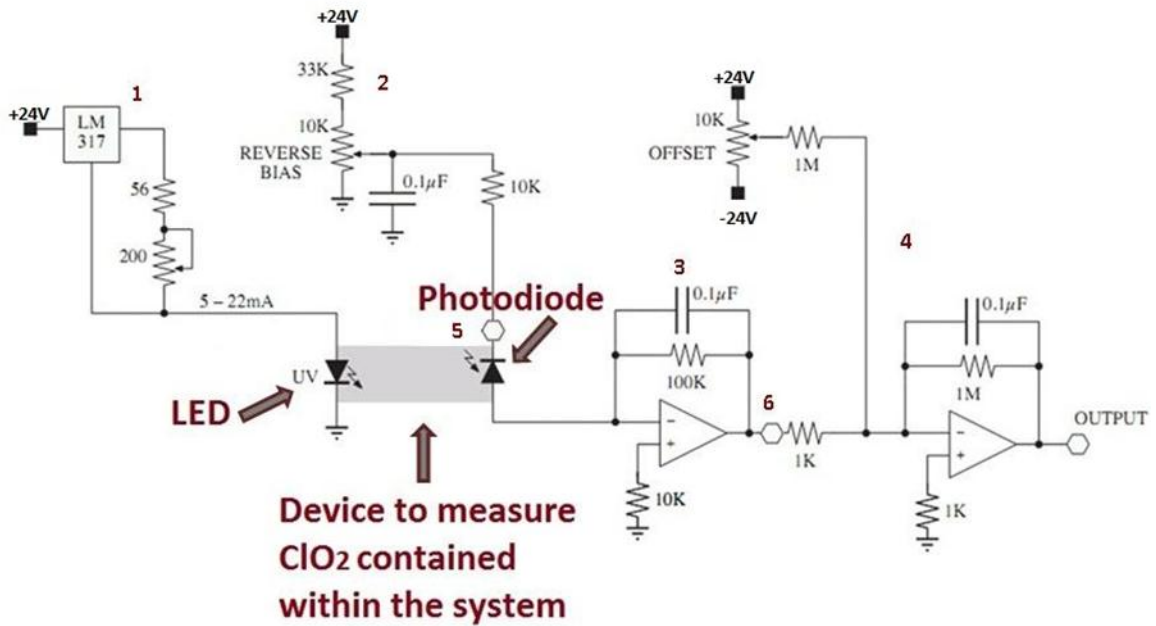 +24V
1
LM
317
56
200
5 – 22mA
+24V
33K
2
10K
REVERSE
BIAS
0.1µF
10K
+24V
10K
OFFSET
1M
-24V
4
3
0.1µF
100K
Photodiode
5
UV
LED
6
1K
10K
0.1µF
1M
OUTPUT
1K
Device to measure
ClO2 contained
within the system